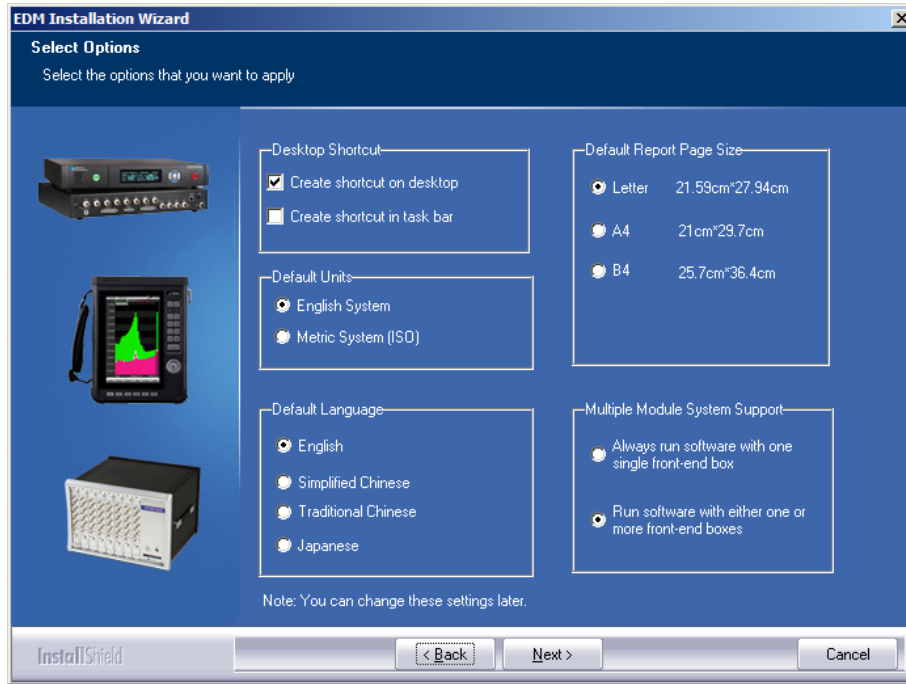 EDM Installation Wizard
Select Options
Select the options that you want to apply
Desktop Shortcut
Create shortcut on desktop
Create shortcut in task bar
Default Units
English System
Metric System (ISO)
Default Language
English
Simplified Chinese
Traditional Chinese
Japanese
Default Report Page Size
Letter 21.59cm*27.94cm
A4 21cm*29.7cm
B4 25.7cm*36.4cm
Multiple Module System Support
Always run software with one
single front-end box
Run software with either one or
more front-end boxes
Note: You can change these settings later.
InstallShield
< Back
Next >
Cancel